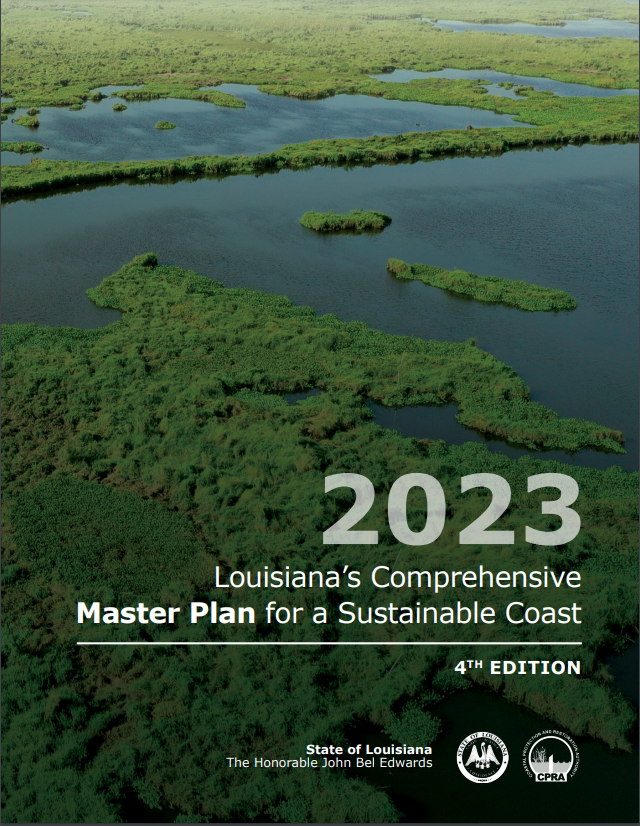 2023
Louisiana's Comprehensive
Master Plan for a Sustainable Coast
4TH EDITION
State of Louisiana
The Honorable John Bel Edwards
STATE OF LOUISIANA
COASTAL PROTECTION AND RESTORATION AUTHORITY
CPRA